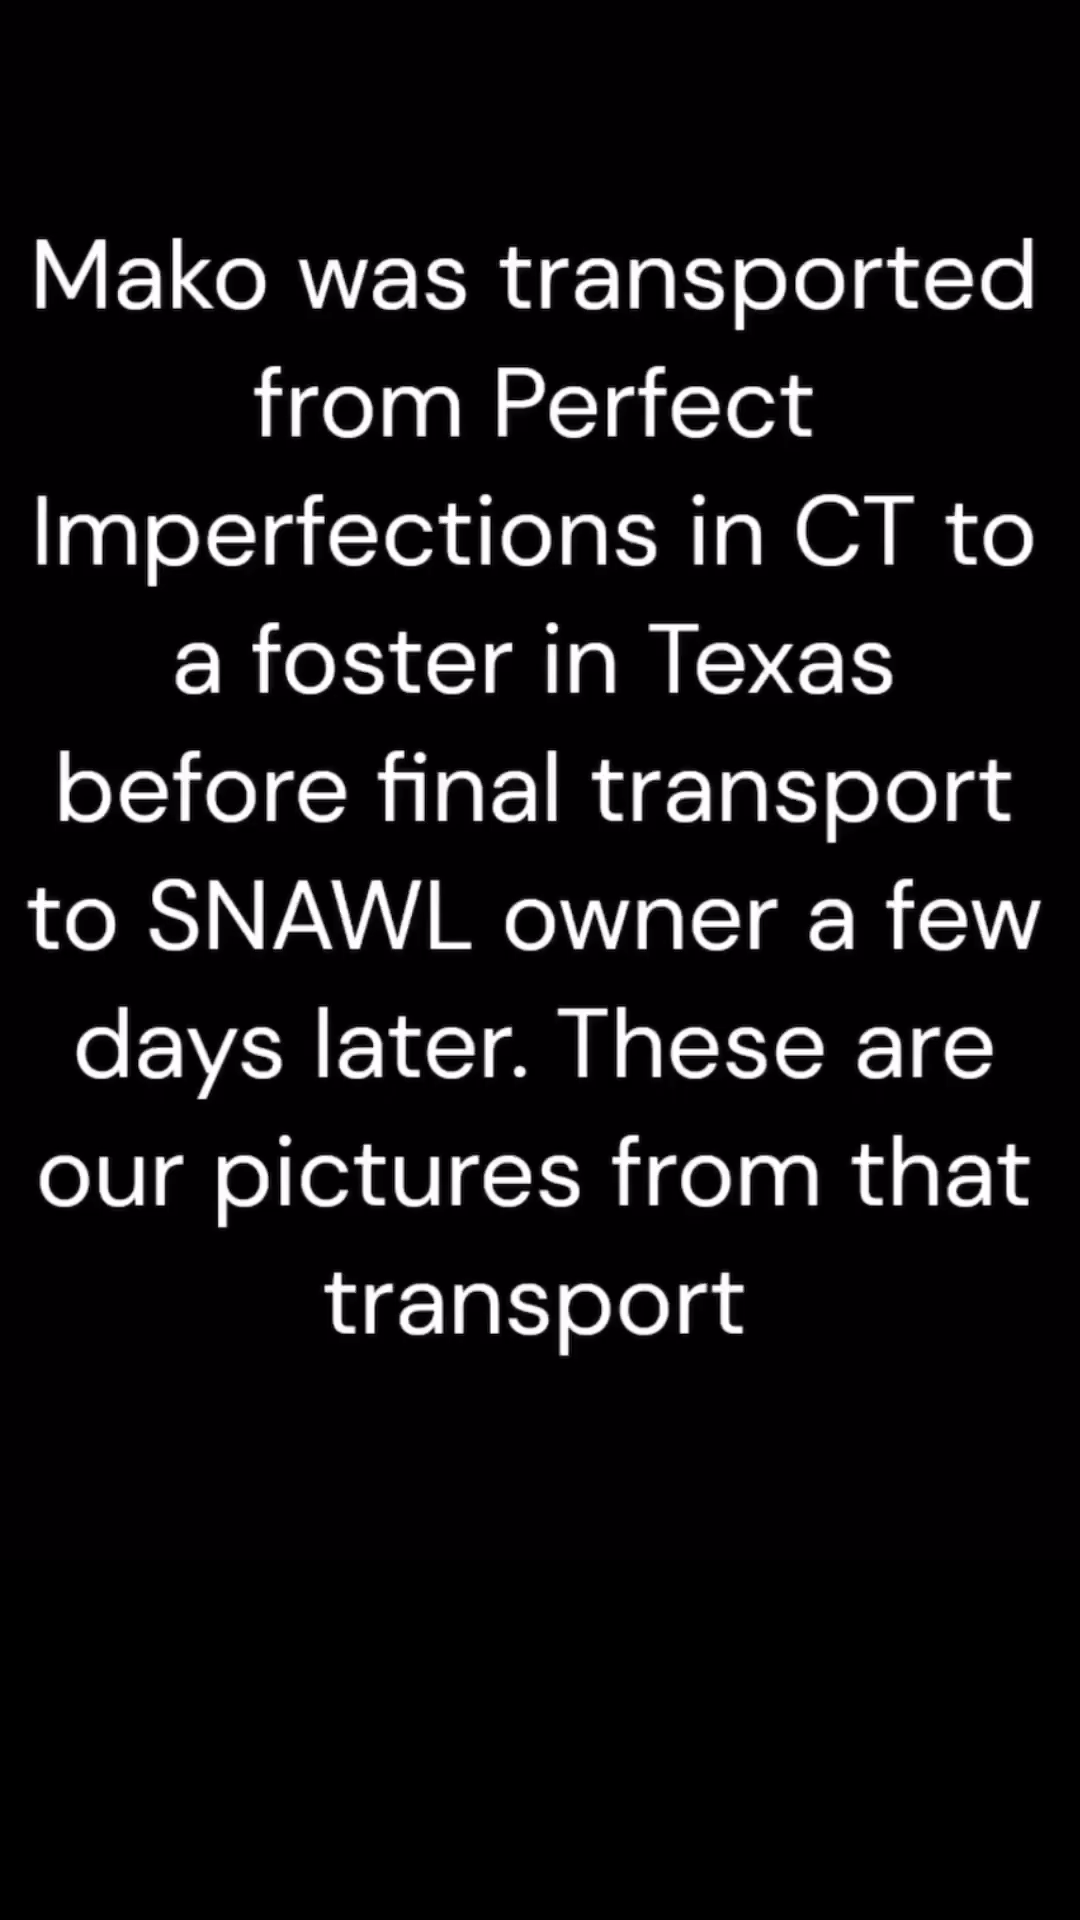 Mako was transported
from Perfect
Imperfections in CT to
a foster in Texas
before final transport
to SNAWL owner a few
days later. These are
our pictures from that
transport